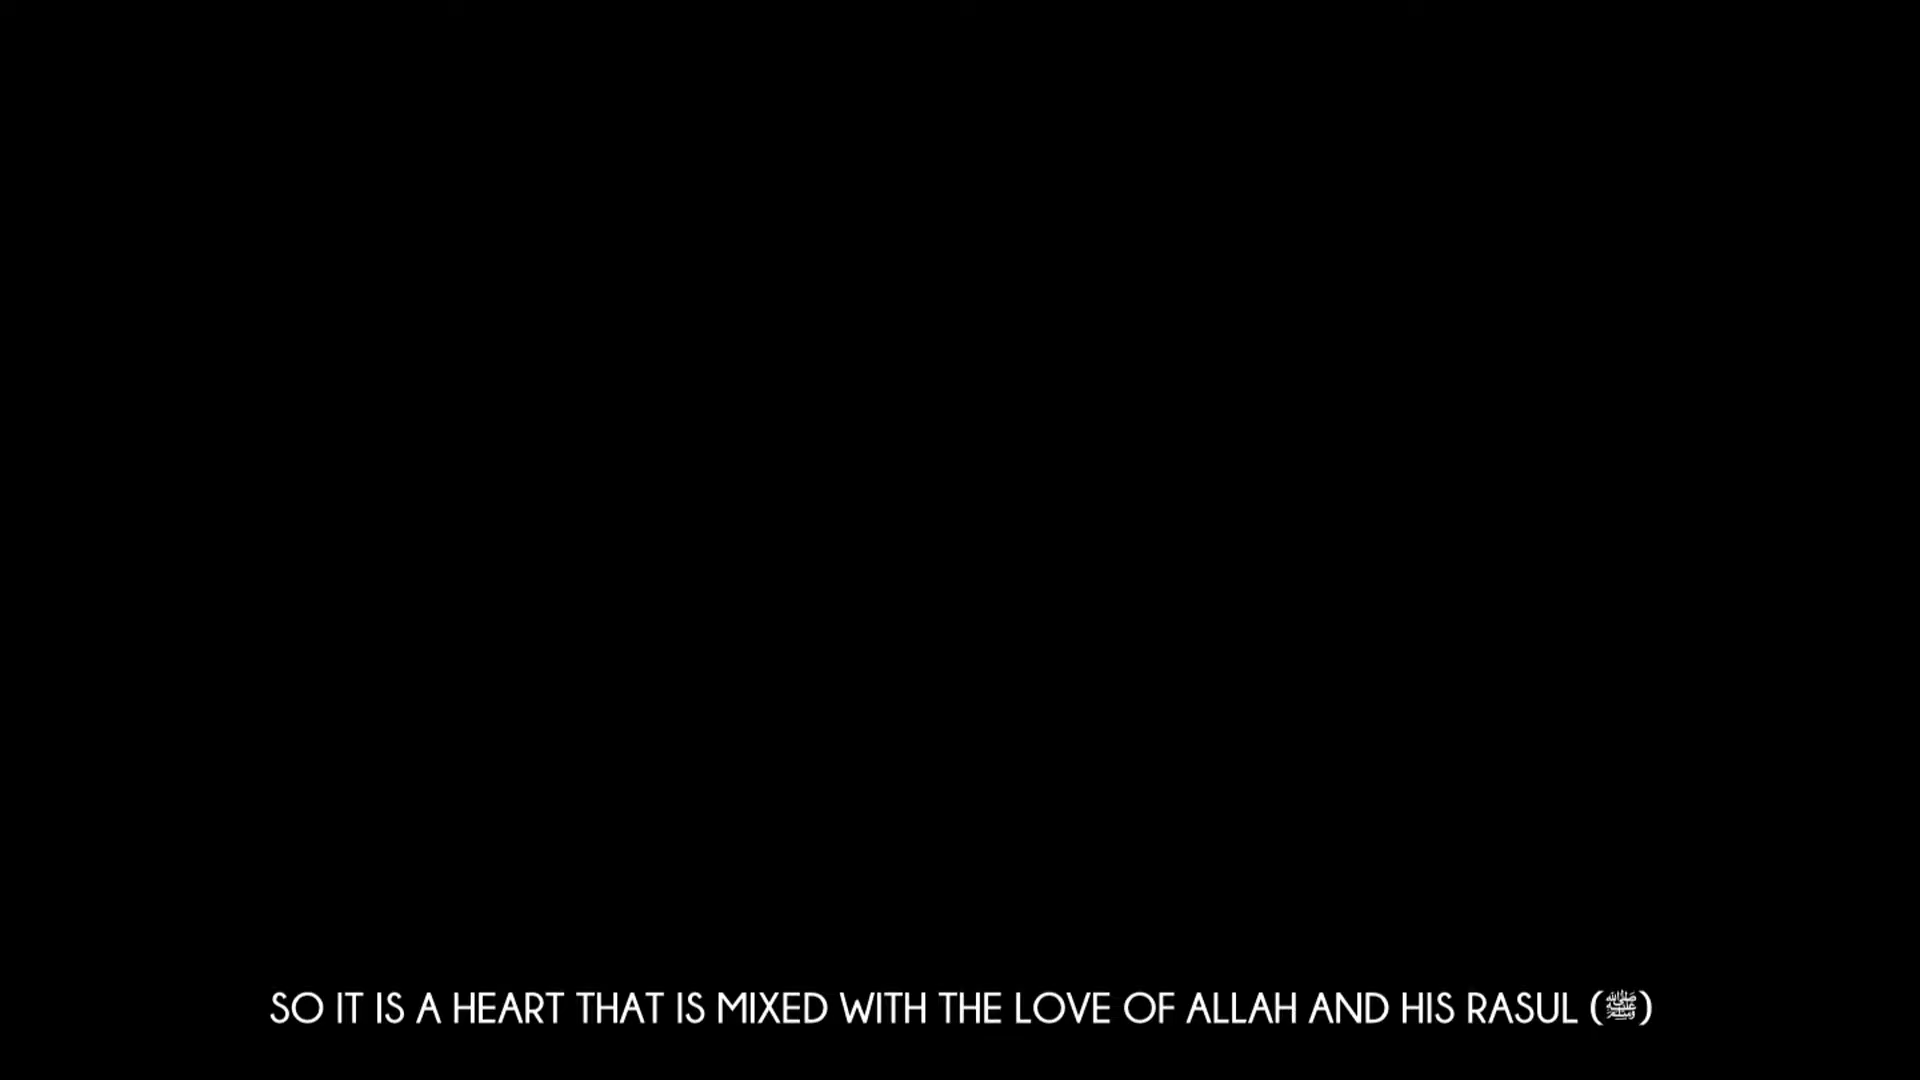 SO IT IS A HEART THAT IS MIXED WITH THE LOVE OF ALLAH AND HIS RASUL (ﷺ)